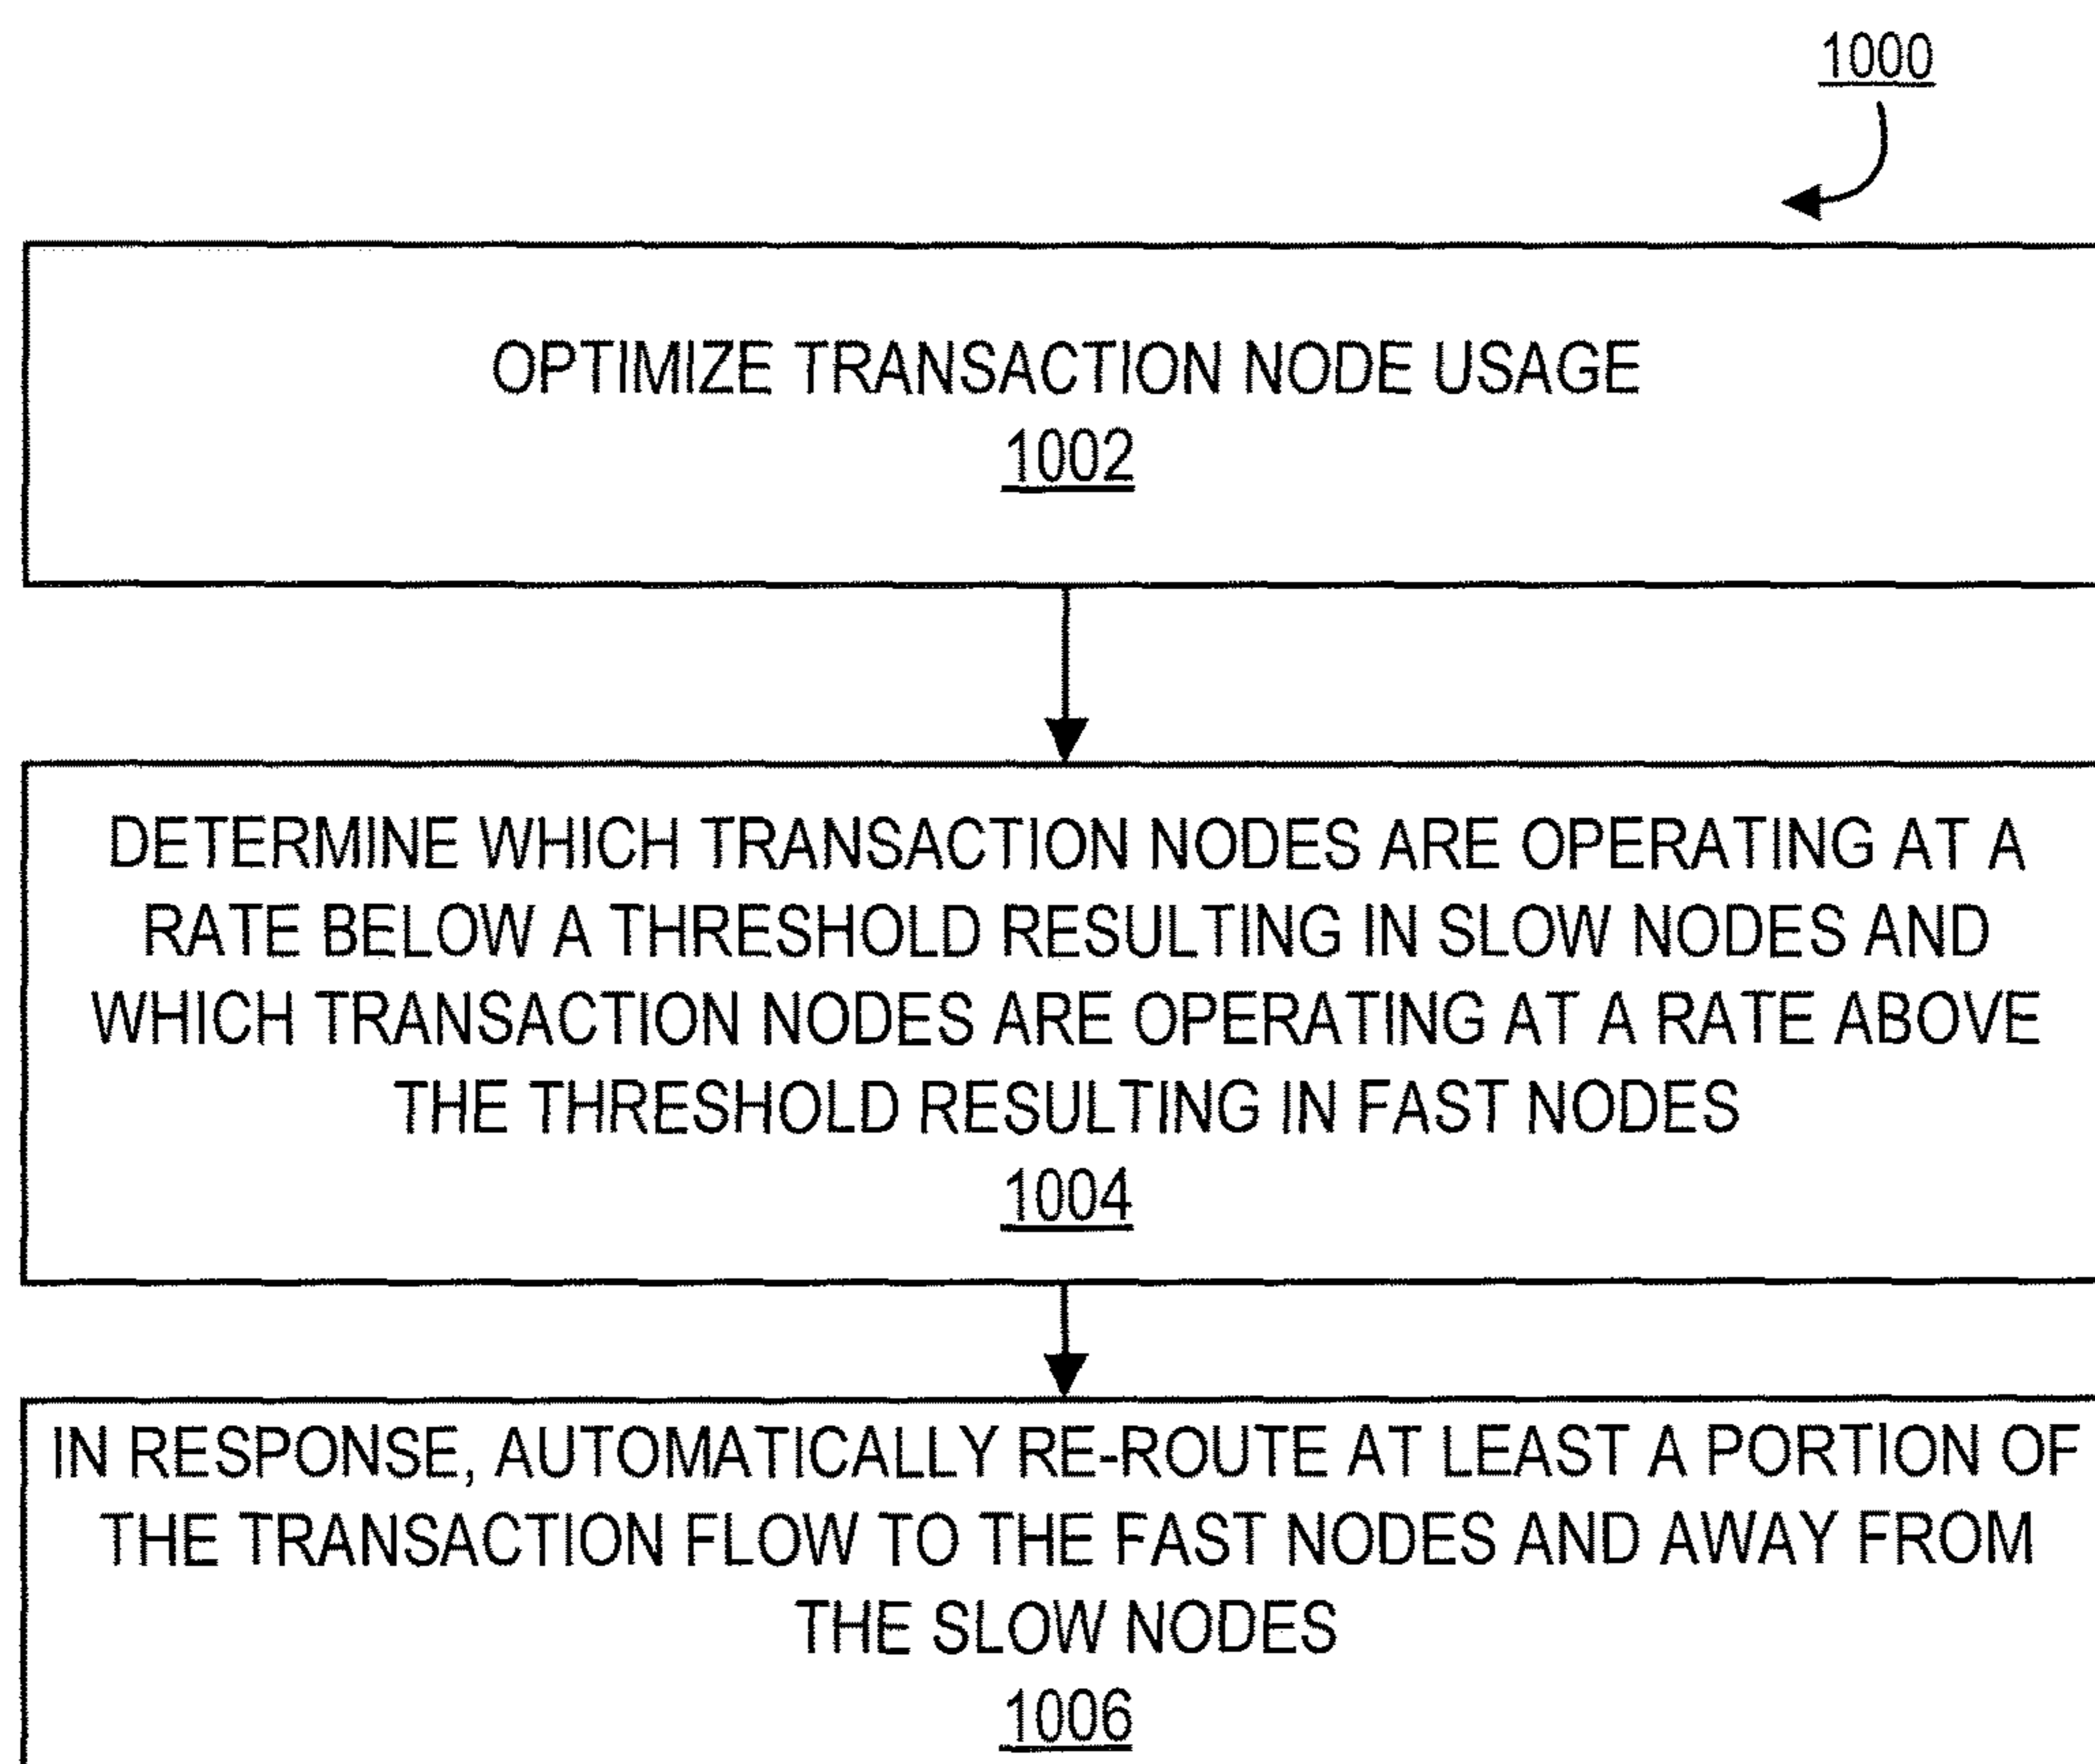 1000
OPTIMIZE TRANSACTION NODE USAGE
1002
DETERMINE WHICH TRANSACTION NODES ARE OPERATING AT A
RATE BELOW A THRESHOLD RESULTING IN SLOW NODES AND
WHICH TRANSACTION NODES ARE OPERATING AT A RATE ABOVE
THE THRESHOLD RESULTING IN FAST NODES
1004
IN RESPONSE, AUTOMATICALLY RE-ROUTE AT LEAST A PORTION OF
THE TRANSACTION FLOW TO THE FAST NODES AND AWAY FROM
THE SLOW NODES
1006